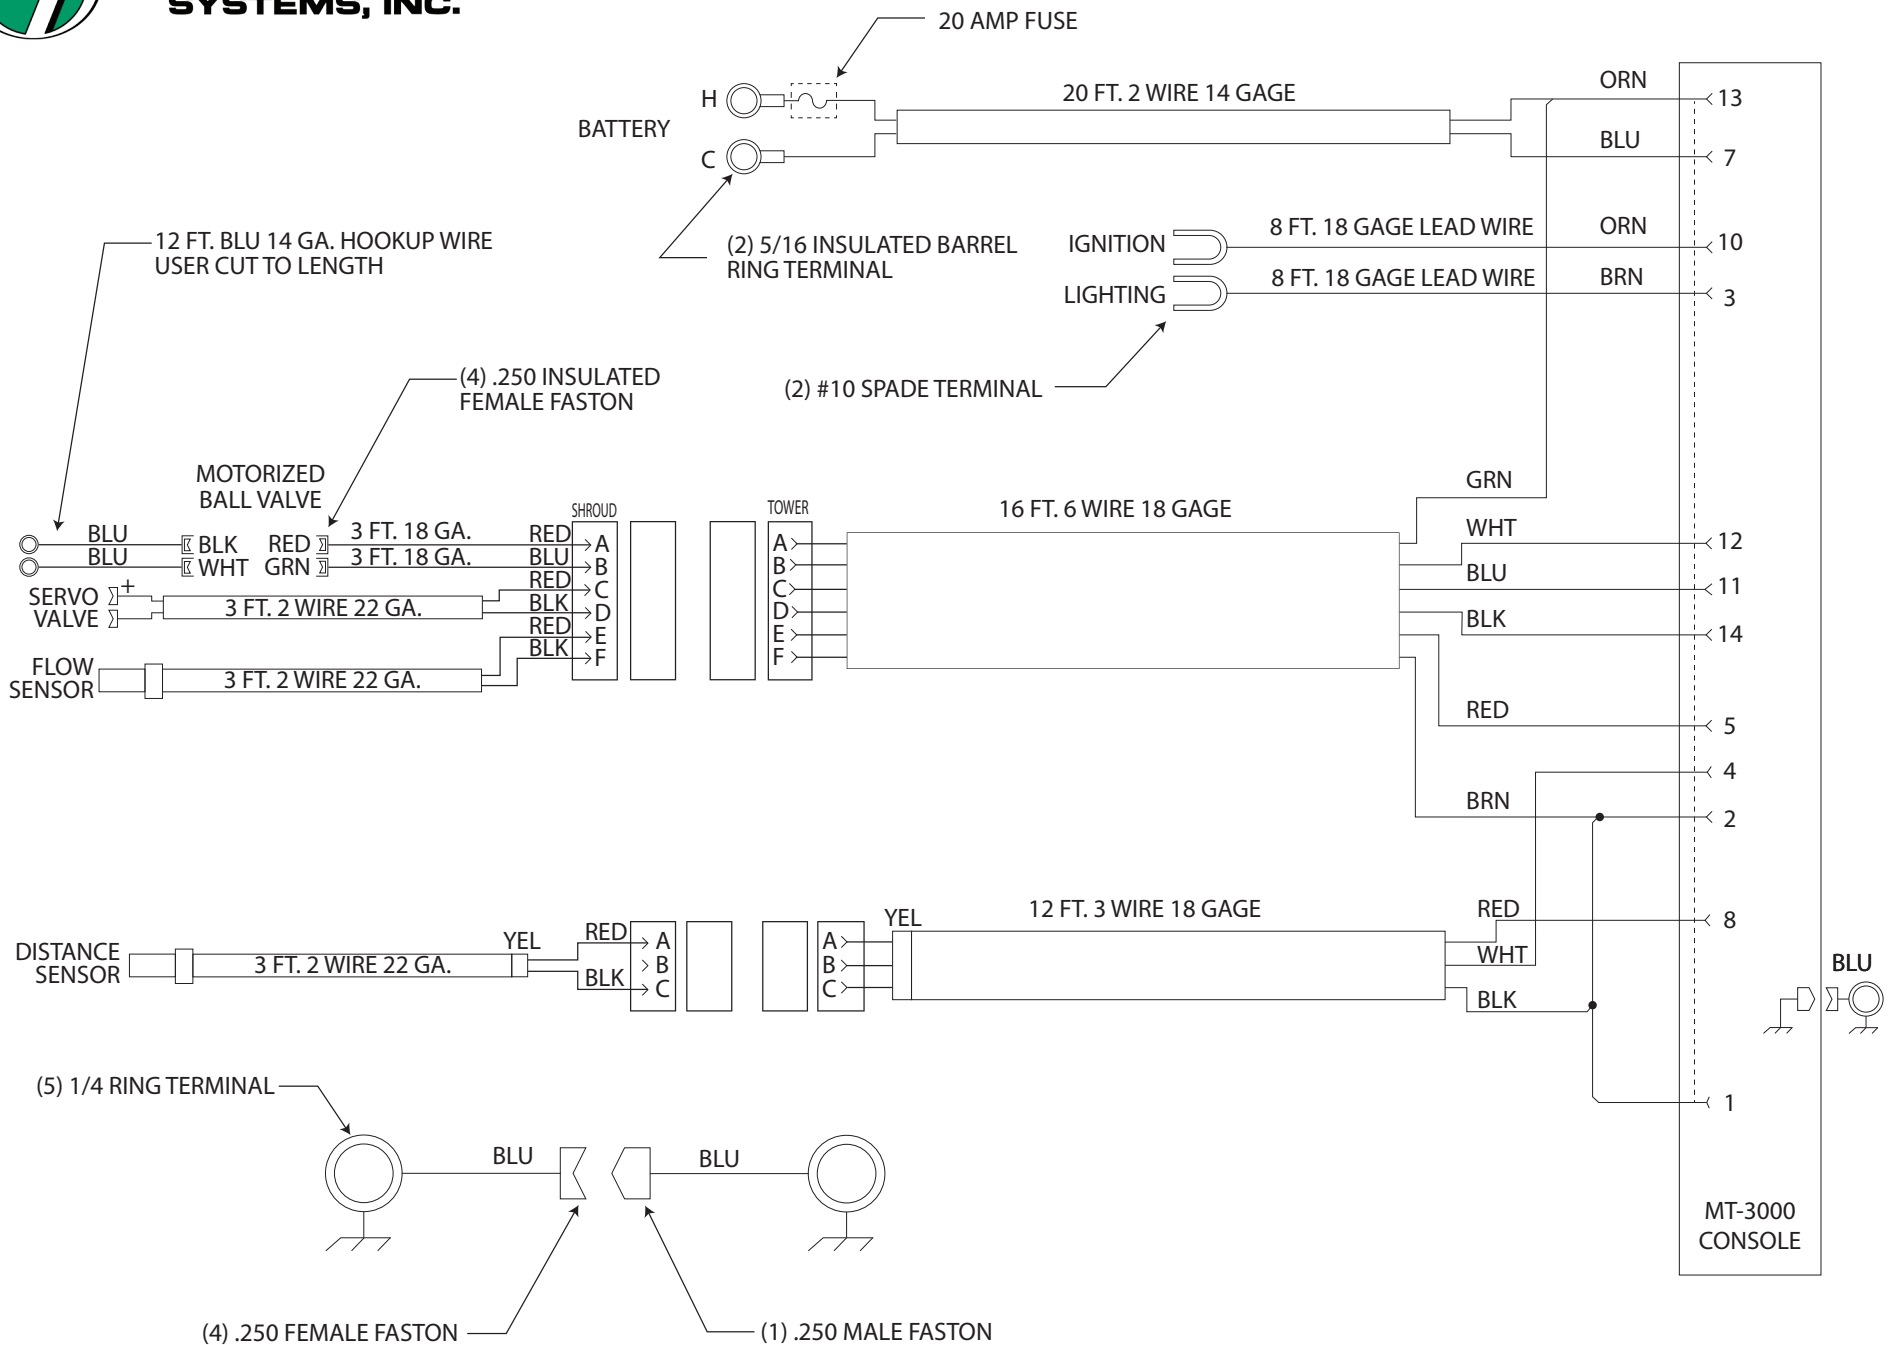 SYSTEMS, INC.
20 AMP FUSE
H
BATTERY
C
20 FT. 2 WIRE 14 GAGE
ORN
13
BLU
7
12 FT. BLU 14 GA. HOOKUP WIRE
USER CUT TO LENGTH
(2) 5/16 INSULATED BARREL
RING TERMINAL
IGNITION
8 FT. 18 GAGE LEAD WIRE
ORN
10
LIGHTING
8 FT. 18 GAGE LEAD WIRE
BRN
3
(4) .250 INSULATED
FEMALE FASTON
(2) #10 SPADE TERMINAL
MOTORIZED
BALL VALVE
SHROUD
TOWER
16 FT. 6 WIRE 18 GAGE
GRN
BLU
BLK
RED
3 FT. 18 GA.
RED
A
A
WHT
12
BLU
WHT
GRN
3 FT. 18 GA.
BLU
B
B
BLU
11
SERVO
VALVE
+
3 FT. 2 WIRE 22 GA.
RED
C
C
BLK
D
D
BLK
14
FLOW
SENSOR
3 FT. 2 WIRE 22 GA.
RED
E
E
BLK
F
F
RED
5
4
BRN
2
DISTANCE
SENSOR
3 FT. 2 WIRE 22 GA.
YEL
RED
A
B
BLK
C
A
B
C
YEL
12 FT. 3 WIRE 18 GAGE
RED
8
WHT
BLK
BLU
1
(5) 1/4 RING TERMINAL
BLU
BLU
(4) .250 FEMALE FASTON
(1) .250 MALE FASTON
MT-3000
CONSOLE